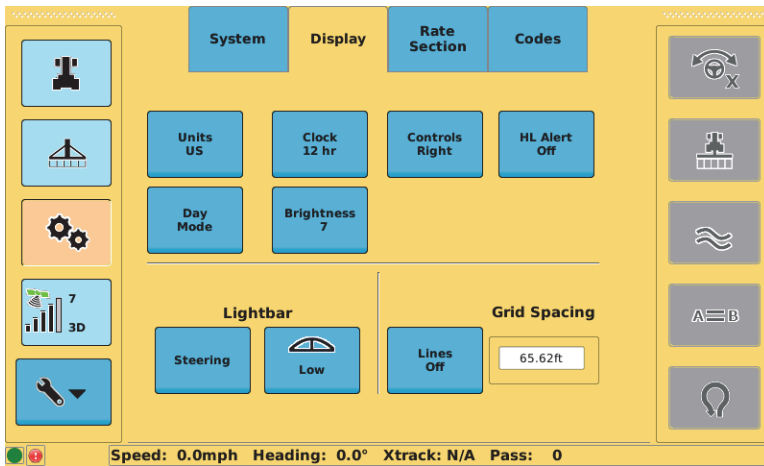 System
Display
Rate
Section
Codes
Units
US
Clock
12 hr
Controls
Right
HL Alert
Off
Day
Mode
Brightness
7
7
3D
Lightbar
Grid Spacing
Steering
Low
Lines
Off
65.62ft
X
A B
Speed: 0.0mph Heading: 0.0° Xtrack: N/A Pass: 0